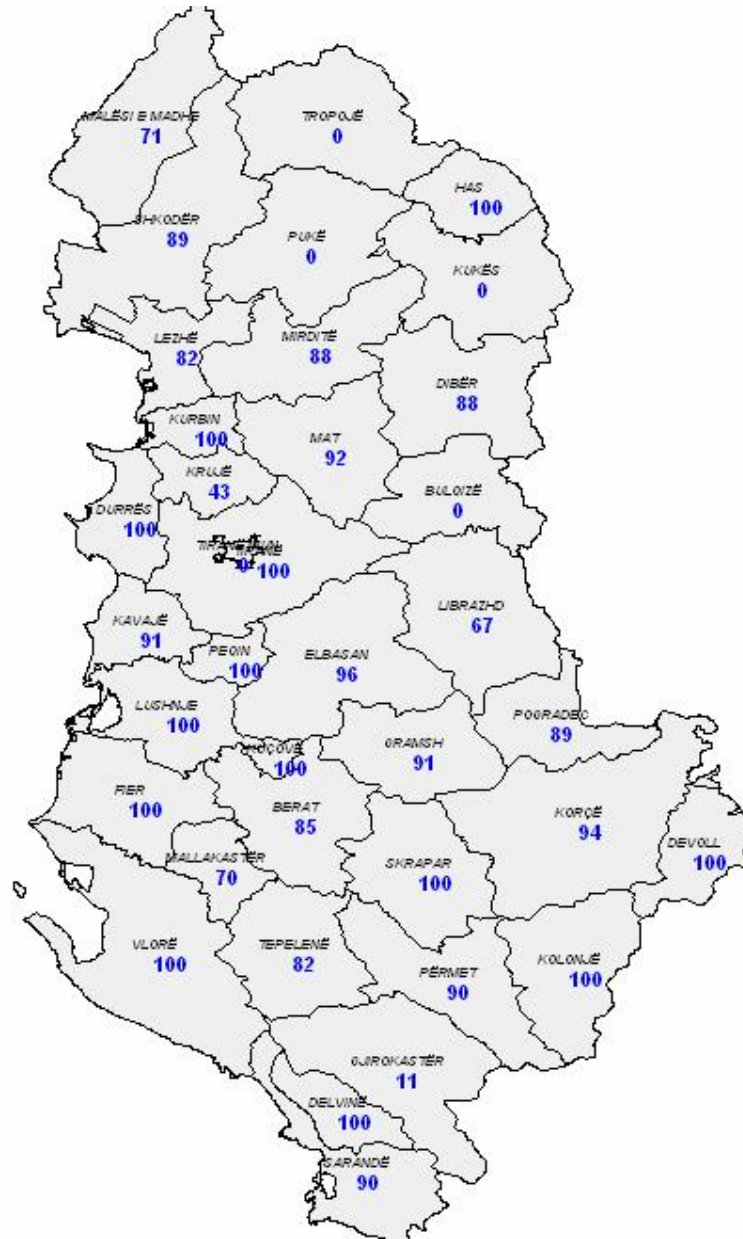 MALËSI E MADHE
71
TROPOJË
0
HAS
100
SHKODËR
89
PUKË
0
KUKËS
0
LEZHË
82
MIRDITË
88
DIBËR
88
KURBIN
100
MAT
92
KRUJË
43
BULQIZË
0
DURRËS
100
0
100
LIBRAZHD
67
KAVAJË
91
PEQIN
100
ELBASAN
96
LUSHNJE
100
POGRADEC
89
KUÇOVË
100
GRAMSH
91
FIER
100
BERAT
85
KORÇË
94
DEVOLL
100
MALLAKASTËR
70
SKRAPAR
100
VLORË
100
TEPELENË
82
PËRMET
90
KOLONJË
100
GJIROKASTËR
11
DELVINË
100
SARANDË
90